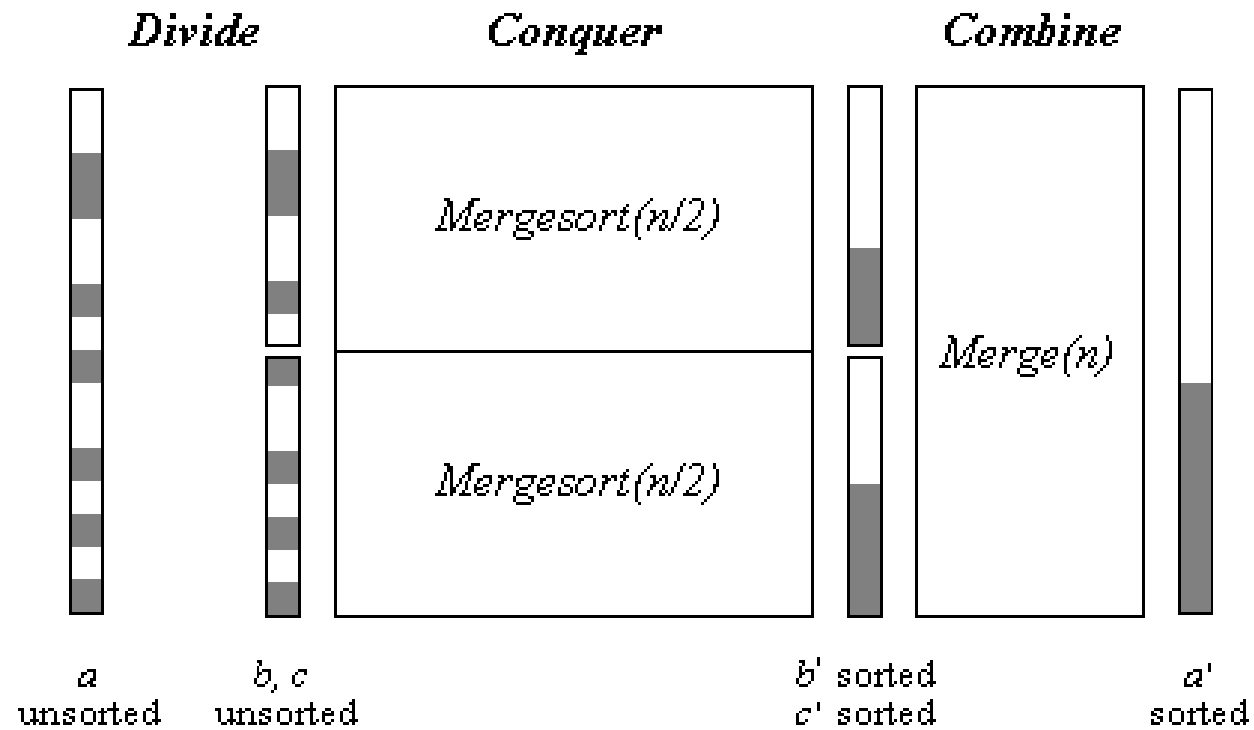 Divide Conquer Combine
Mergesort(n/2)
Merge(n)
Mergesort(n/2)
a b, c b' sorted a'
unsorted unsorted c' sorted sorted